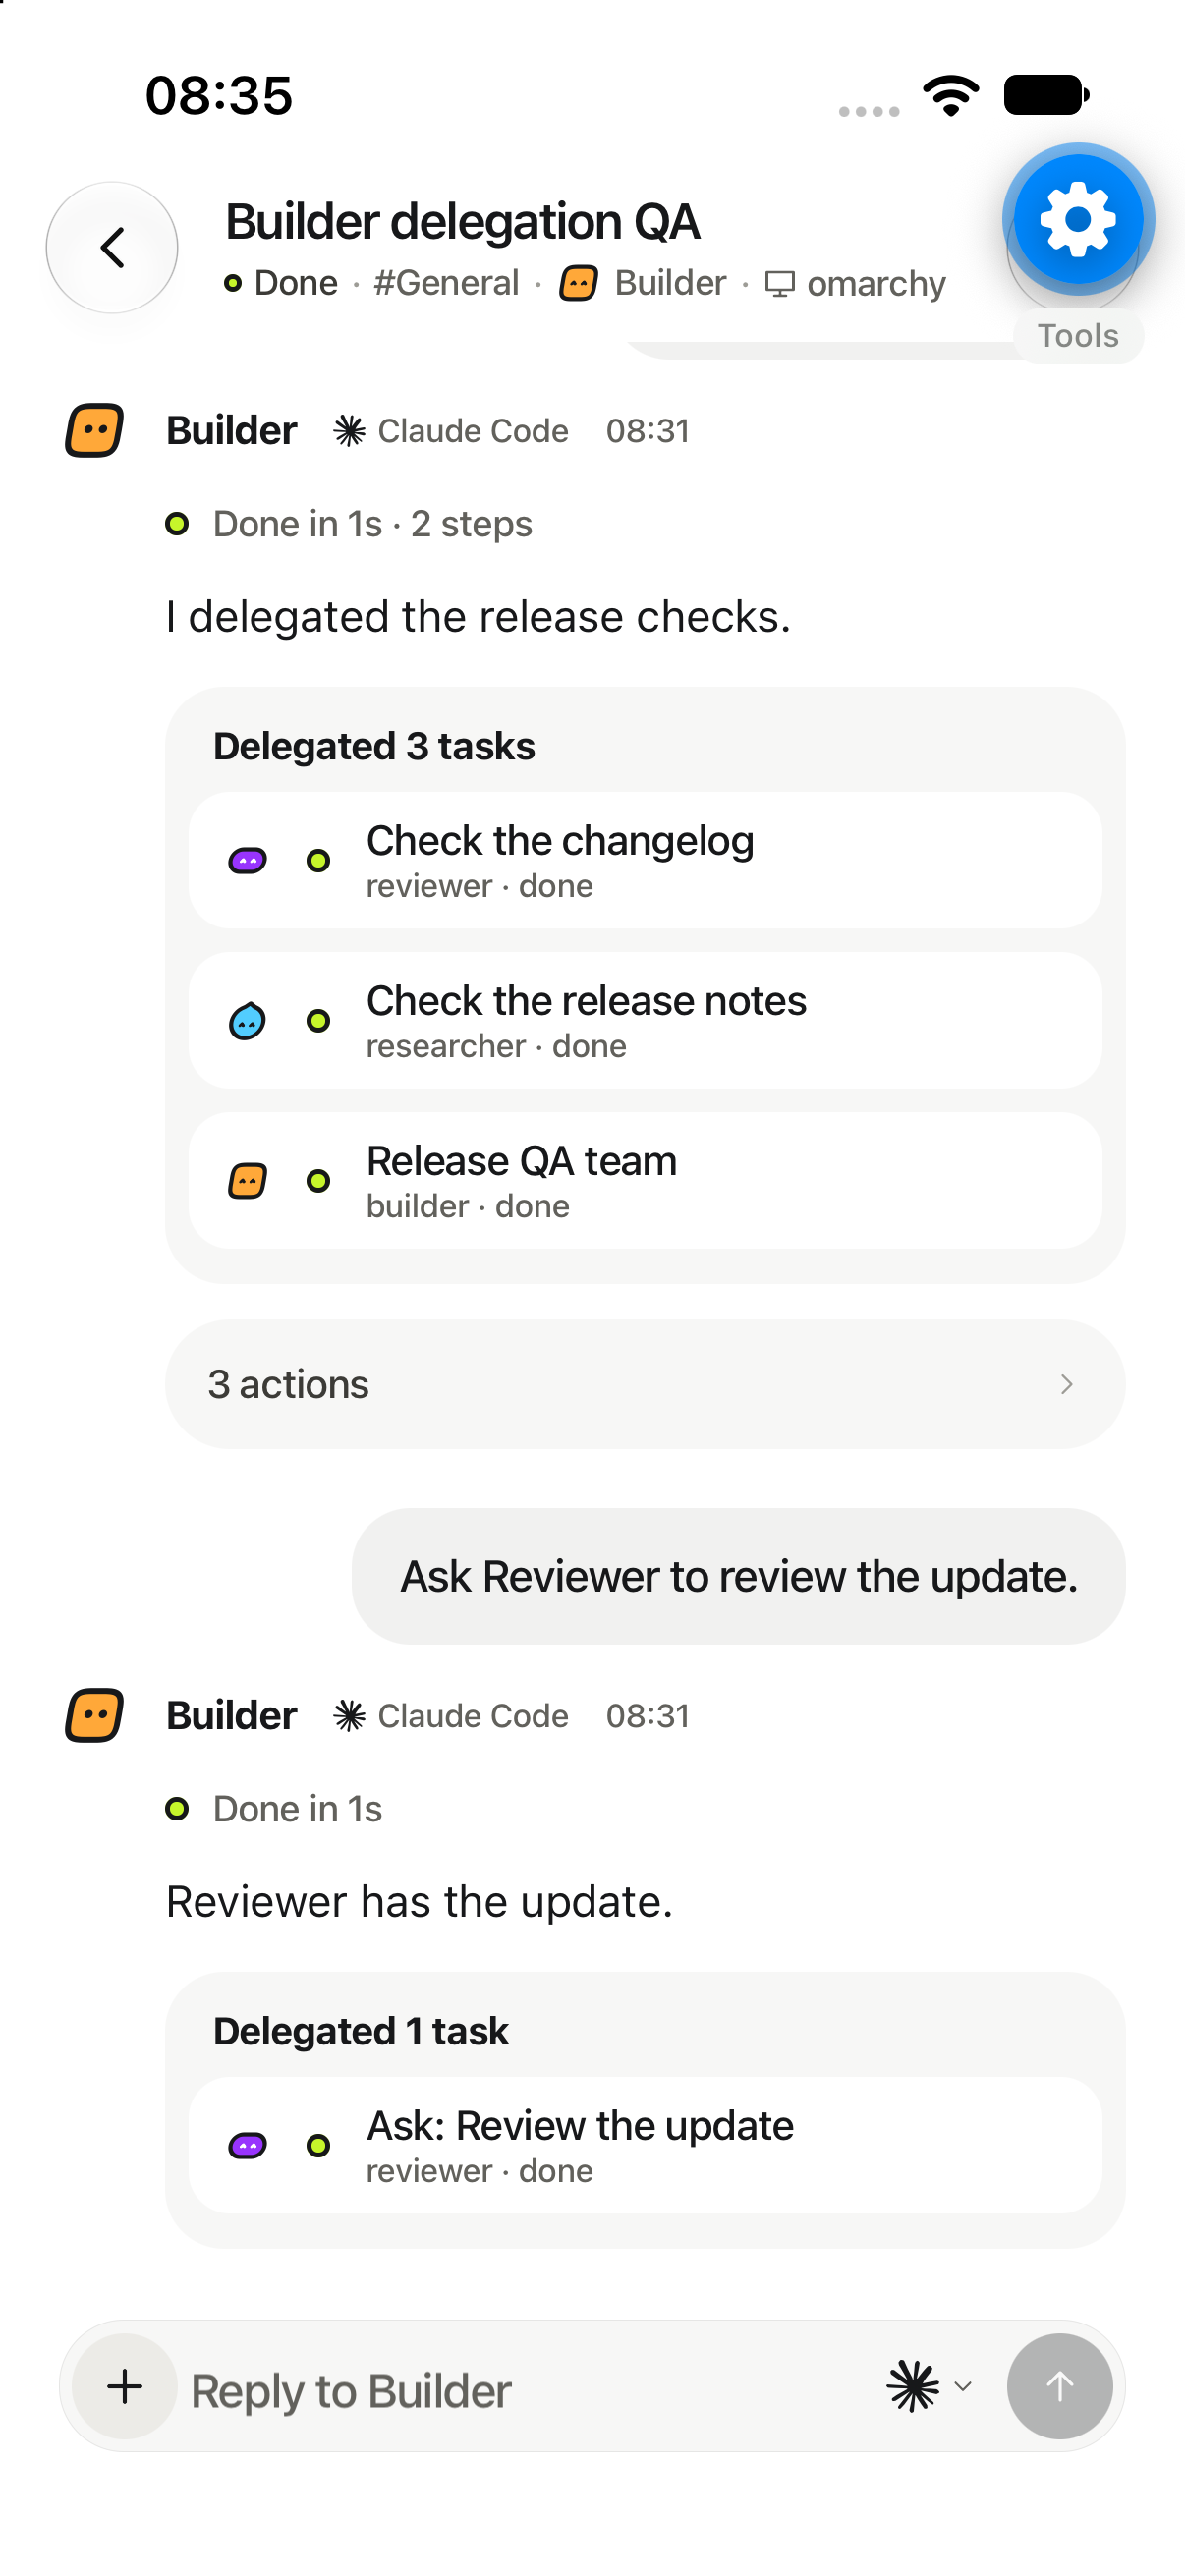 08:35
Builder delegation QA
Done · #General · Builder · omarchy
Tools
Builder Claude Code 08:31
Done in 1s · 2 steps
I delegated the release checks.
Delegated 3 tasks
Check the changelog
reviewer · done
Check the release notes
researcher · done
Release QA team
builder · done
3 actions
Ask Reviewer to review the update.
Builder Claude Code 08:31
Done in 1s
Reviewer has the update.
Delegated 1 task
Ask: Review the update
reviewer · done
Reply to Builder